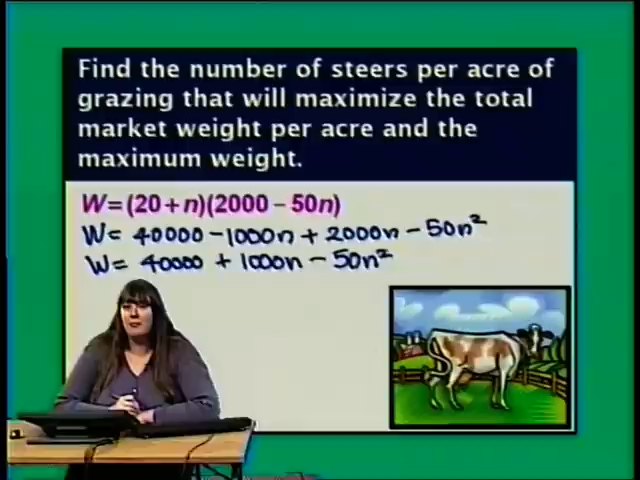 Find the number of steers per acre of
grazing that will maximize the total
market weight per acre and the
maximum weight.
W=(20+n)(2000-50n)
W= 40000 -1000n + 2000n - 50n²
W= 40000 + 1000n - 50n²